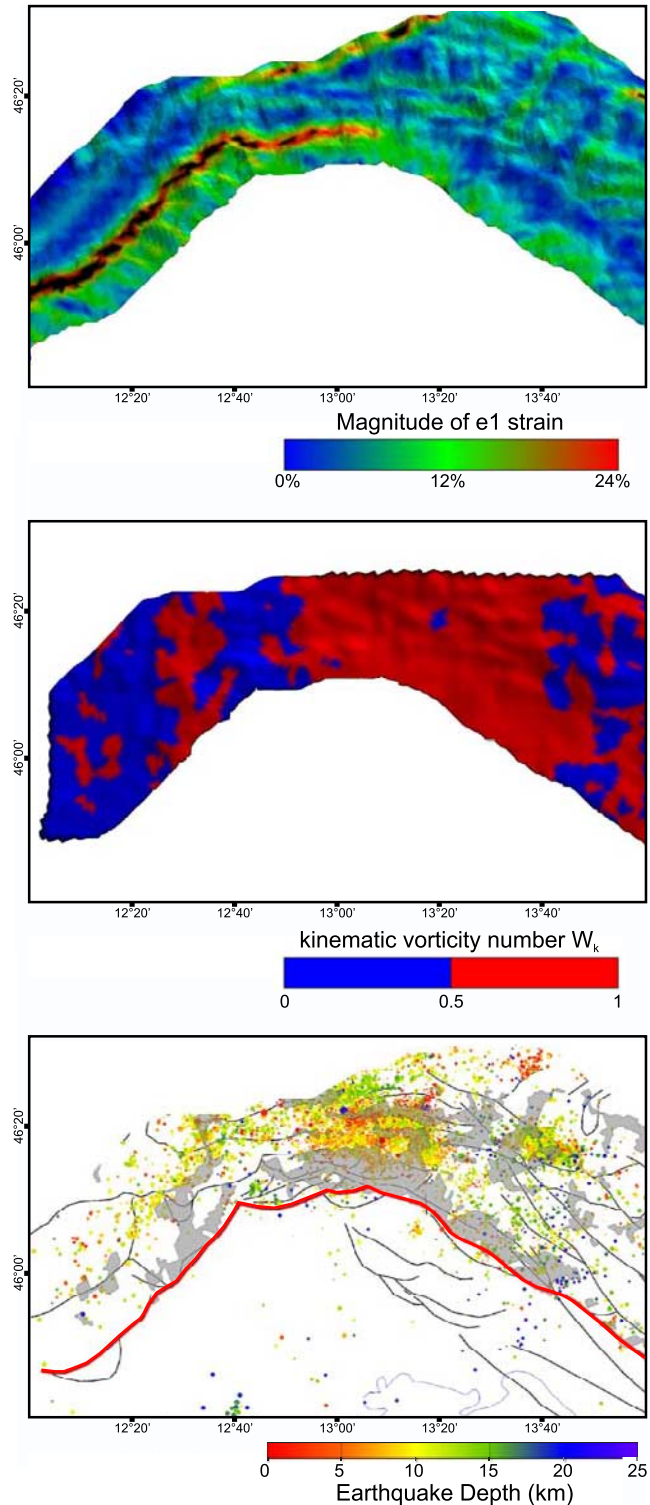 46°20'
46°00'
12°20' 12°40' 13°00' 13°20' 13°40'
Magnitude of e1 strain
0% 12% 24%
46°20'
46°00'
12°20' 12°40' 13°00' 13°20' 13°40'
kinematic vorticity number Wk
0 0.5 1
46°20'
46°00'
12°20' 12°40' 13°00' 13°20' 13°40'
0 5 10 15 20 25
Earthquake Depth (km)